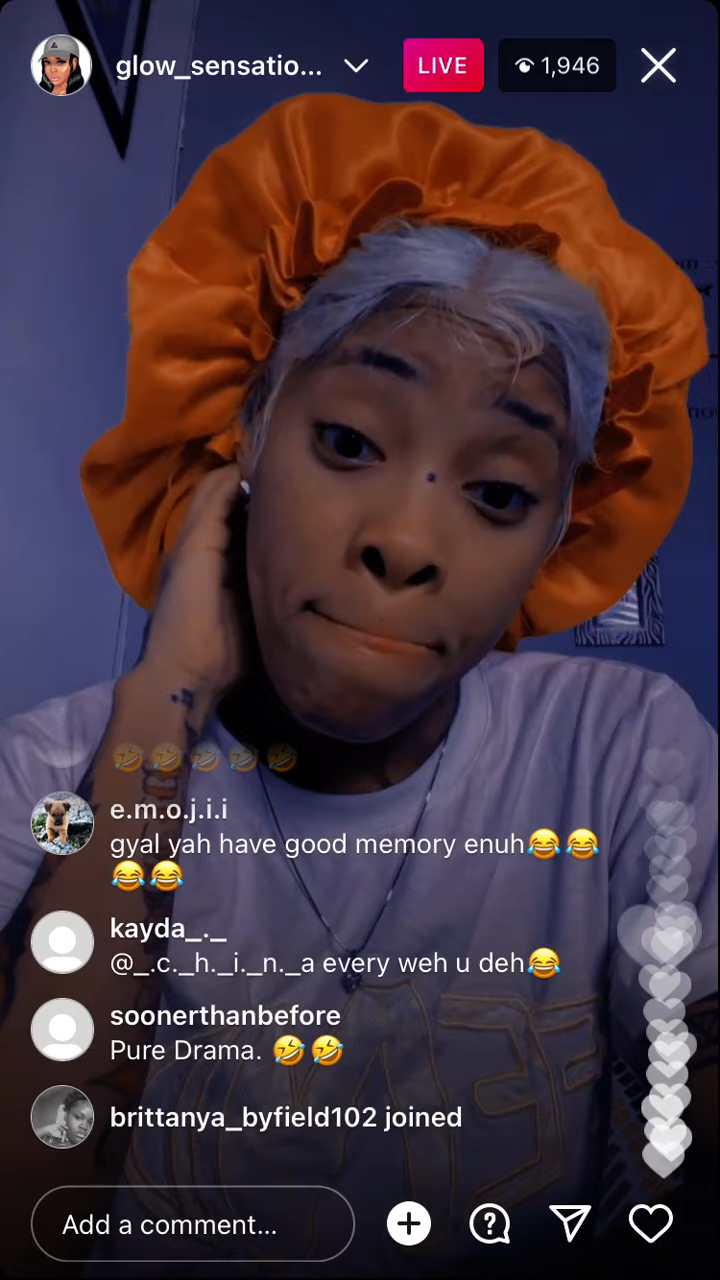 glow_sensatio...
LIVE
1,946
🤣🤣🤣🤣🤣
e.m.o.j.i.i
gyal yah have good memory enuh😂😂
😂😂
kayda_._
@_.c._h._i._n._a every weh u deh😂
soonerthanbefore
Pure Drama. 🤣🤣
brittanya_byfield102 joined
Add a comment...